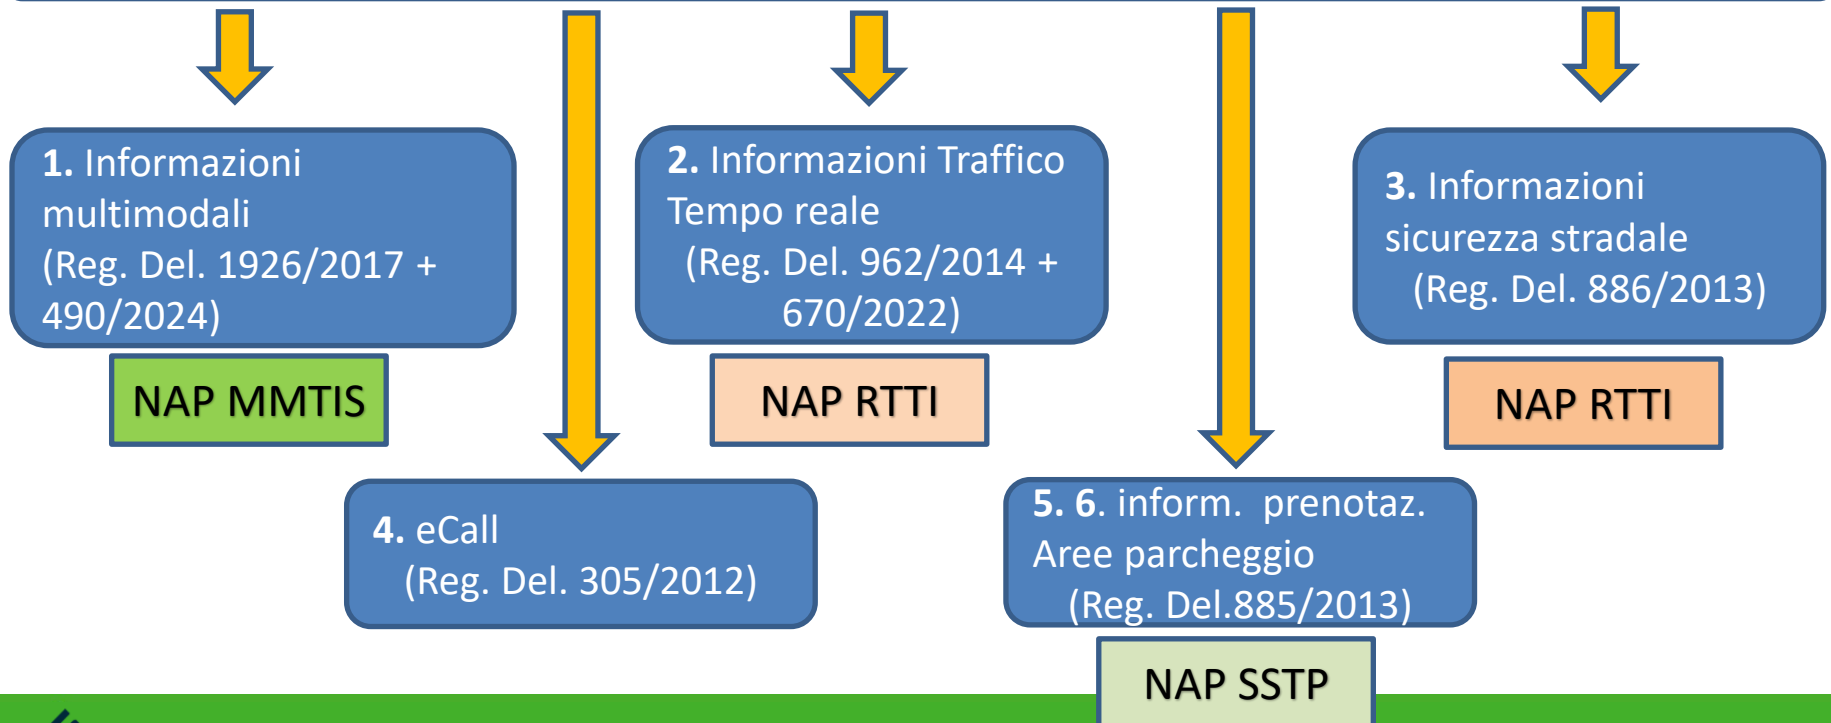 1. Informazioni
multimodali
(Reg. Del. 1926/2017 +
490/2024)
NAP MMTIS
2. Informazioni Traffico
Tempo reale
(Reg. Del. 962/2014 +
670/2022)
NAP RTTI
3. Informazioni
sicurezza stradale
(Reg. Del. 886/2013)
NAP RTTI
4. eCall
(Reg. Del. 305/2012)
5. 6. inform. prenotaz.
Aree parcheggio
(Reg. Del.885/2013)
NAP SSTP